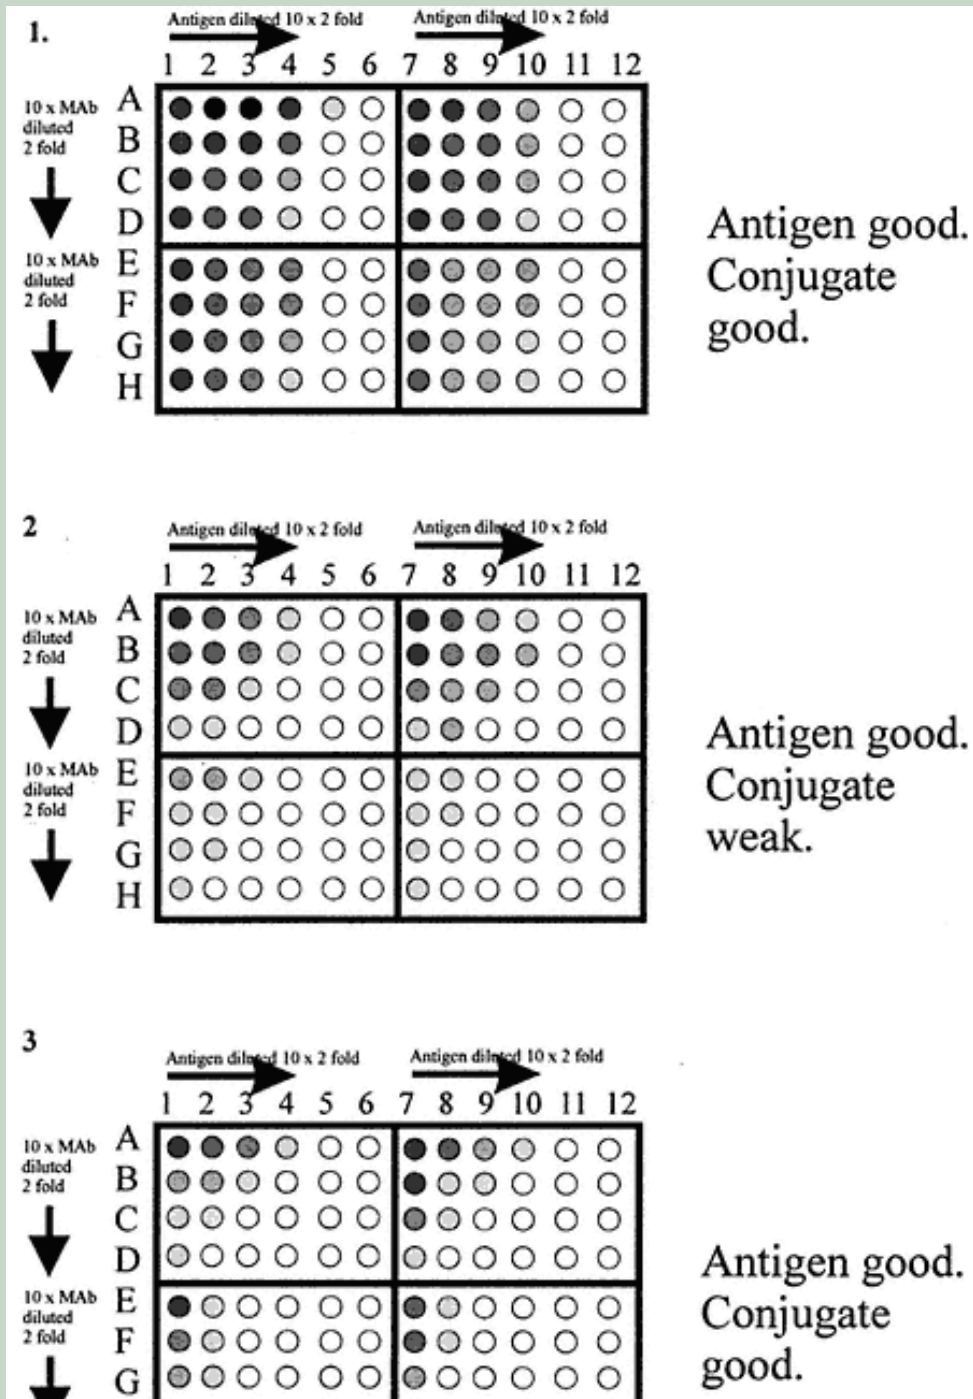 1.
Antigen diluted 10 x 2 fold Antigen diluted 10 x 2 fold
1 2 3 4 5 6 7 8 9 10 11 12
10 x MAb
diluted
2 fold
A
B
C
D
10 x MAb
diluted
2 fold
E
F
G
H
Antigen good.
Conjugate
good.
2
Antigen diluted 10 x 2 fold Antigen diluted 10 x 2 fold
1 2 3 4 5 6 7 8 9 10 11 12
10 x MAb
diluted
2 fold
A
B
C
D
10 x MAb
diluted
2 fold
E
F
G
H
Antigen good.
Conjugate
weak.
3
Antigen diluted 10 x 2 fold Antigen diluted 10 x 2 fold
1 2 3 4 5 6 7 8 9 10 11 12
10 x MAb
diluted
2 fold
A
B
C
D
10 x MAb
diluted
2 fold
E
F
G
Antigen good.
Conjugate
good.